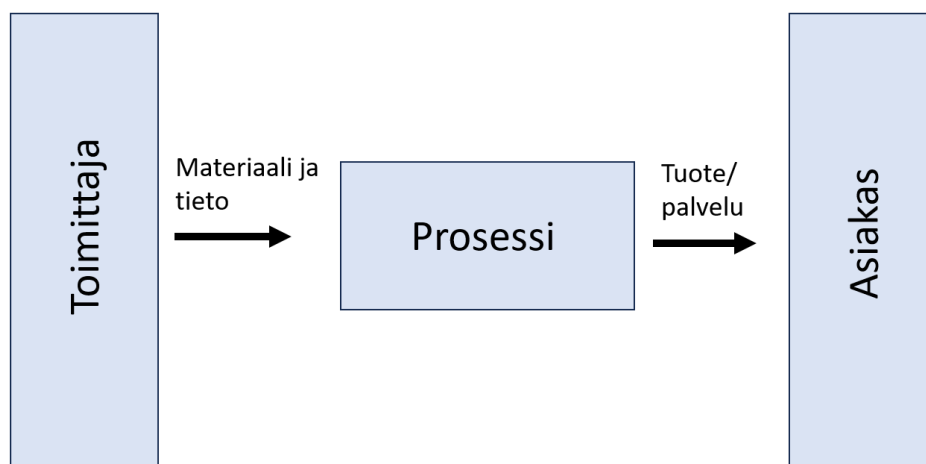 Toimittaja
Materiaali ja
tieto
Prosessi
Tuote/
palvelu
Asiakas